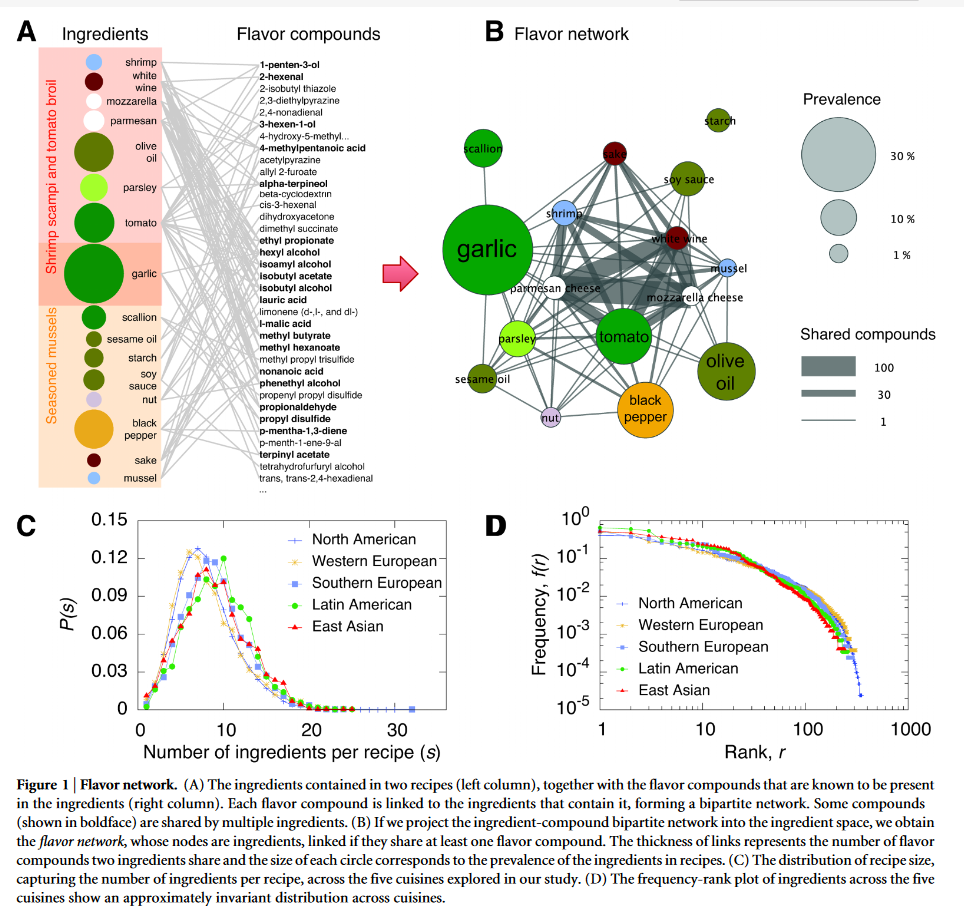 A
Ingredients
Flavor compounds
Shrimp scampi and tomato broil
Seasoned mussels
shrimp
white
wine
mozzarella
parmesan
olive
oil
parsley
tomato
garlic
scallion
sesame oil
starch
soy
sauce
nut
black
pepper
sake
mussel
1-penten-3-ol
2-hexenal
2-isobutyl thiazole
2,3-diethylpyrazine
2,4-nonadienal
3-hexen-1-ol
4-hydroxy-5-methyl...
4-methylpentanoic acid
acetylpyrazine
allyl 2-furoate
alpha-terpineol
beta-cyclodextrin
cis-3-hexenal
dihydroxyacetone
dimethyl succinate
ethyl propionate
hexyl alcohol
isoamyl alcohol
isobutyl acetate
isobutyl alcohol
lauric acid
limonene (d-,l-, and dl-)
l-malic acid
methyl butyrate
methyl hexanoate
methyl propyl trisulfide
nonanoic acid
phenethyl alcohol
propenyl propyl disulfide
propionaldehyde
propyl disulfide
p-mentha-1,3-diene
p-menth-1-ene-9-al
terpinyl acetate
tetrahydrofurfuryl alcohol
trans, trans-2,4-hexadienal
...
B
Flavor network
starch
scallion
sake
soy sauce
shrimp
garlic
white wine
mussel
parmesan cheese
mozzarella cheese
parsley
tomato
sesame oil
olive
oil
black
pepper
nut
Prevalence
30 %
10 %
1 %
Shared compounds
100
30
1
C
0.15
0.12
0.09
0.06
0.03
0
P(s)
North American
Western European
Southern European
Latin American
East Asian
0
10
20
30
Number of ingredients per recipe (s)
D
10^0
10^-1
10^-2
10^-3
10^-4
10^-5
Frequency, f(r)
North American
Western European
Southern European
Latin American
East Asian
1
10
100
1000
Rank, r
Figure 1 | Flavor network. (A) The ingredients contained in two recipes (left column), together with the flavor compounds that are known to be present
in the ingredients (right column). Each flavor compound is linked to the ingredients that contain it, forming a bipartite network. Some compounds
(shown in boldface) are shared by multiple ingredients. (B) If we project the ingredient-compound bipartite network into the ingredient space, we obtain
the flavor network, whose nodes are ingredients, linked if they share at least one flavor compound. The thickness of links represents the number of flavor
compounds two ingredients share and the size of each circle corresponds to the prevalence of the ingredients in recipes. (C) The distribution of recipe size,
capturing the number of ingredients per recipe, across the five cuisines explored in our study. (D) The frequency-rank plot of ingredients across the five
cuisines show an approximately invariant distribution across cuisines.